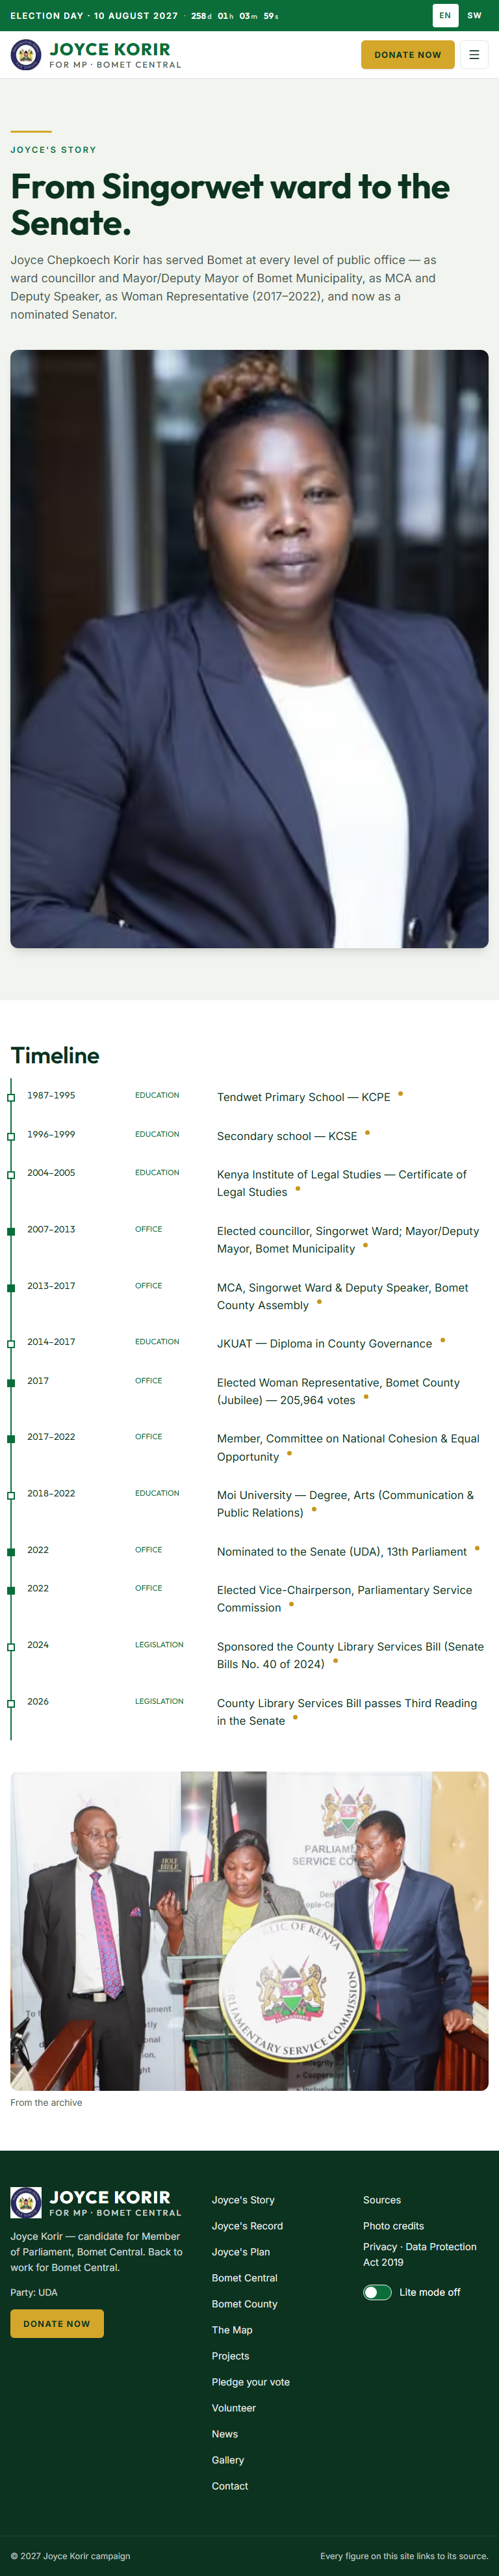 ELECTION DAY · 10 AUGUST 2027 · 258d 01h 03m 59s
EN SW
JOYCE KORIR
FOR MP · BOMET CENTRAL
DONATE NOW
JOYCE'S STORY
From Singorwet ward to the
Senate.
Joyce Chepkoech Korir has served Bomet at every level of public office — as
ward councillor and Mayor/Deputy Mayor of Bomet Municipality, as MCA and
Deputy Speaker, as Woman Representative (2017–2022), and now as a
nominated Senator.
Timeline
1987–1995 EDUCATION Tendwet Primary School — KCPE
1996–1999 EDUCATION Secondary school — KCSE
2004–2005 EDUCATION Kenya Institute of Legal Studies — Certificate of
Legal Studies
2007–2013 OFFICE Elected councillor, Singorwet Ward; Mayor/Deputy
Mayor, Bomet Municipality
2013–2017 OFFICE MCA, Singorwet Ward & Deputy Speaker, Bomet
County Assembly
2014–2017 EDUCATION JKUAT — Diploma in County Governance
2017 OFFICE Elected Woman Representative, Bomet County
(Jubilee) — 205,964 votes
2017–2022 OFFICE Member, Committee on National Cohesion & Equal
Opportunity
2018–2022 EDUCATION Moi University — Degree, Arts (Communication &
Public Relations)
2022 OFFICE Nominated to the Senate (UDA), 13th Parliament
2022 OFFICE Elected Vice-Chairperson, Parliamentary Service
Commission
2024 LEGISLATION Sponsored the County Library Services Bill (Senate
Bills No. 40 of 2024)
2026 LEGISLATION County Library Services Bill passes Third Reading
in the Senate
HOLY
BIBLE
PARLIAM
SERVICE CO
PARLIAMENTARY SERVICE COMMISSION
From the archive
JOYCE KORIR
FOR MP · BOMET CENTRAL
Joyce Korir — candidate for Member
of Parliament, Bomet Central. Back to
work for Bomet Central.
Party: UDA
DONATE NOW
Joyce's Story
Joyce's Record
Joyce's Plan
Bomet Central
Bomet County
The Map
Projects
Pledge your vote
Volunteer
News
Gallery
Contact
Sources
Photo credits
Privacy · Data Protection
Act 2019
Lite mode off
© 2027 Joyce Korir campaign
Every figure on this site links to its source.